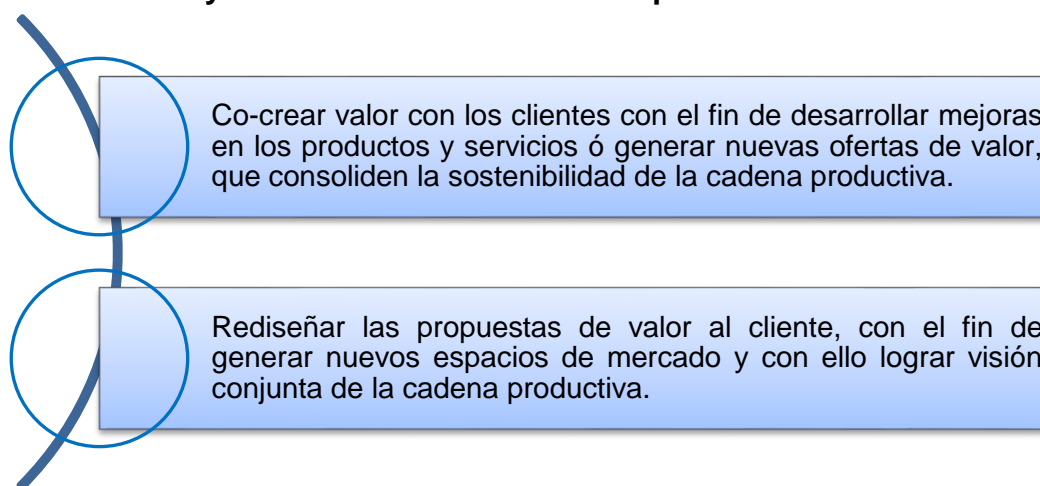 Co-crear valor con los clientes con el fin de desarrollar mejoras
en los productos y servicios ó generar nuevas ofertas de valor,
que consoliden la sostenibilidad de la cadena productiva.
Rediseñar las propuestas de valor al cliente, con el fin de
generar nuevos espacios de mercado y con ello lograr visión
conjunta de la cadena productiva.